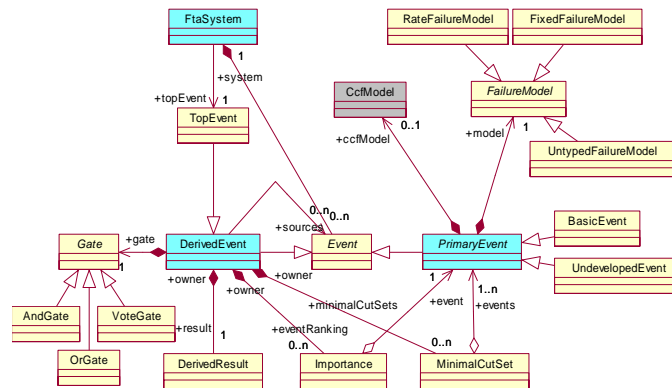 FtaSystem
RateFailureModel
FixedFailureModel
1
+system
CcfModel
FailureModel
+topEvent
1
0..1
1
TopEvent
+ccfModel
+model
UntypedFailureModel
0..n
0..n
+sources
BasicEvent
+gate
Gate
DerivedEvent
Event
PrimaryEvent
1
+owner
+owner
+owner
1
1..n
UndevelopedEvent
+event
+events
+minimalCutSets
AndGate
VoteGate
+result
+eventRanking
1
0..n
0..n
OrGate
DerivedResult
Importance
MinimalCutSet